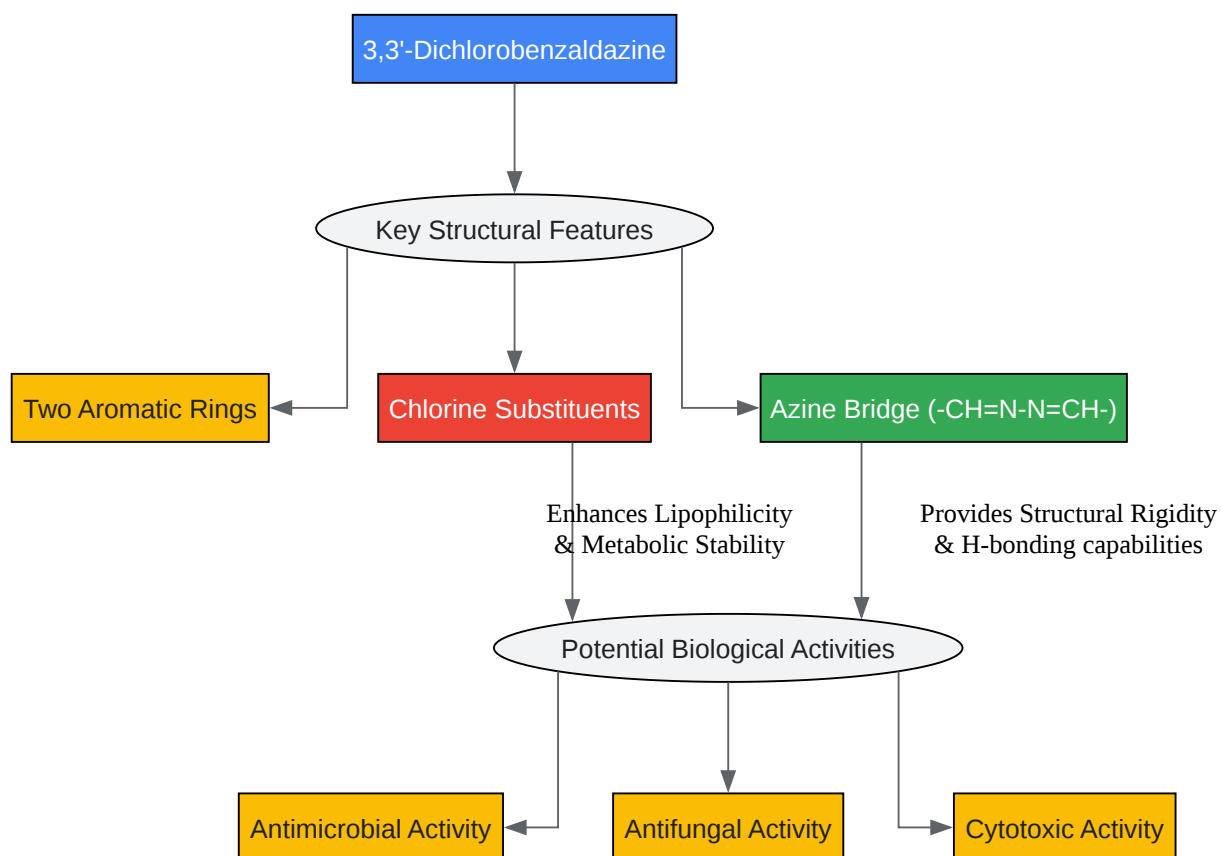 3,3'-Dichlorobenzaldazine
Key Structural Features
Two Aromatic Rings
Chlorine Substituents
Azine Bridge (-CH=N-N=CH-)
Enhances Lipophilicity
& Metabolic Stability
Provides Structural Rigidity
& H-bonding capabilities
Potential Biological Activities
Antimicrobial Activity
Antifungal Activity
Cytotoxic Activity